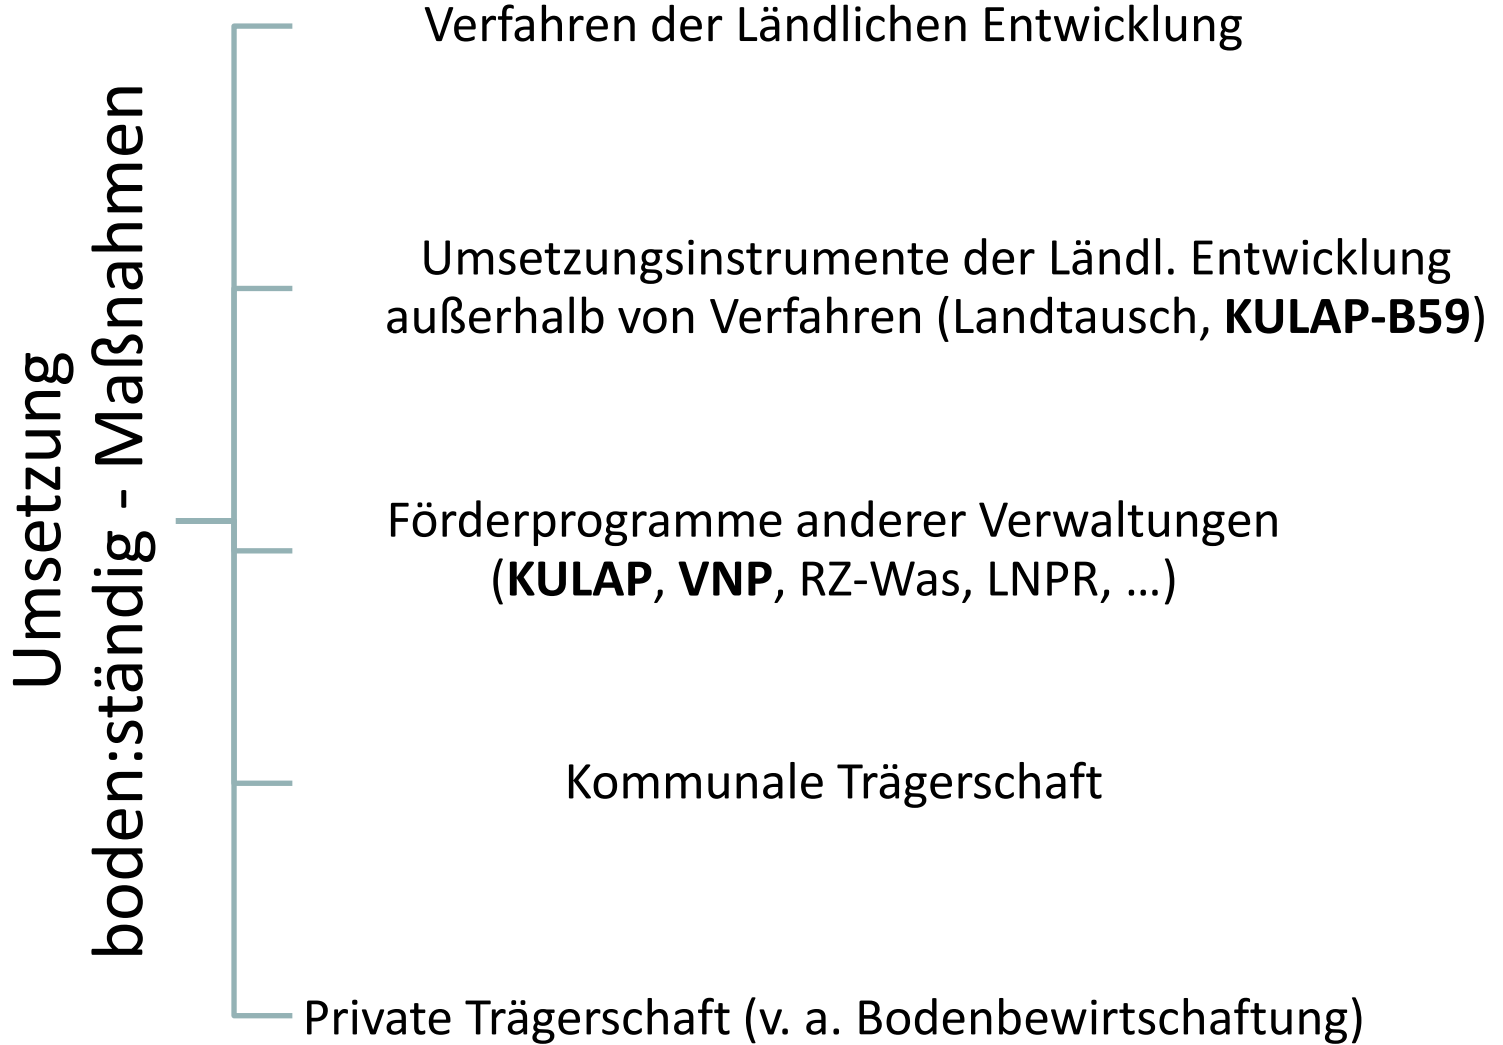 Umsetzung
boden:ständig - Maßnahmen
Verfahren der Ländlichen Entwicklung
Umsetzungsinstrumente der Ländl. Entwicklung
außerhalb von Verfahren (Landtausch, KULAP-B59)
Förderprogramme anderer Verwaltungen
(KULAP, VNP, RZ-Was, LNPR, …)
Kommunale Trägerschaft
Private Trägerschaft (v. a. Bodenbewirtschaftung)